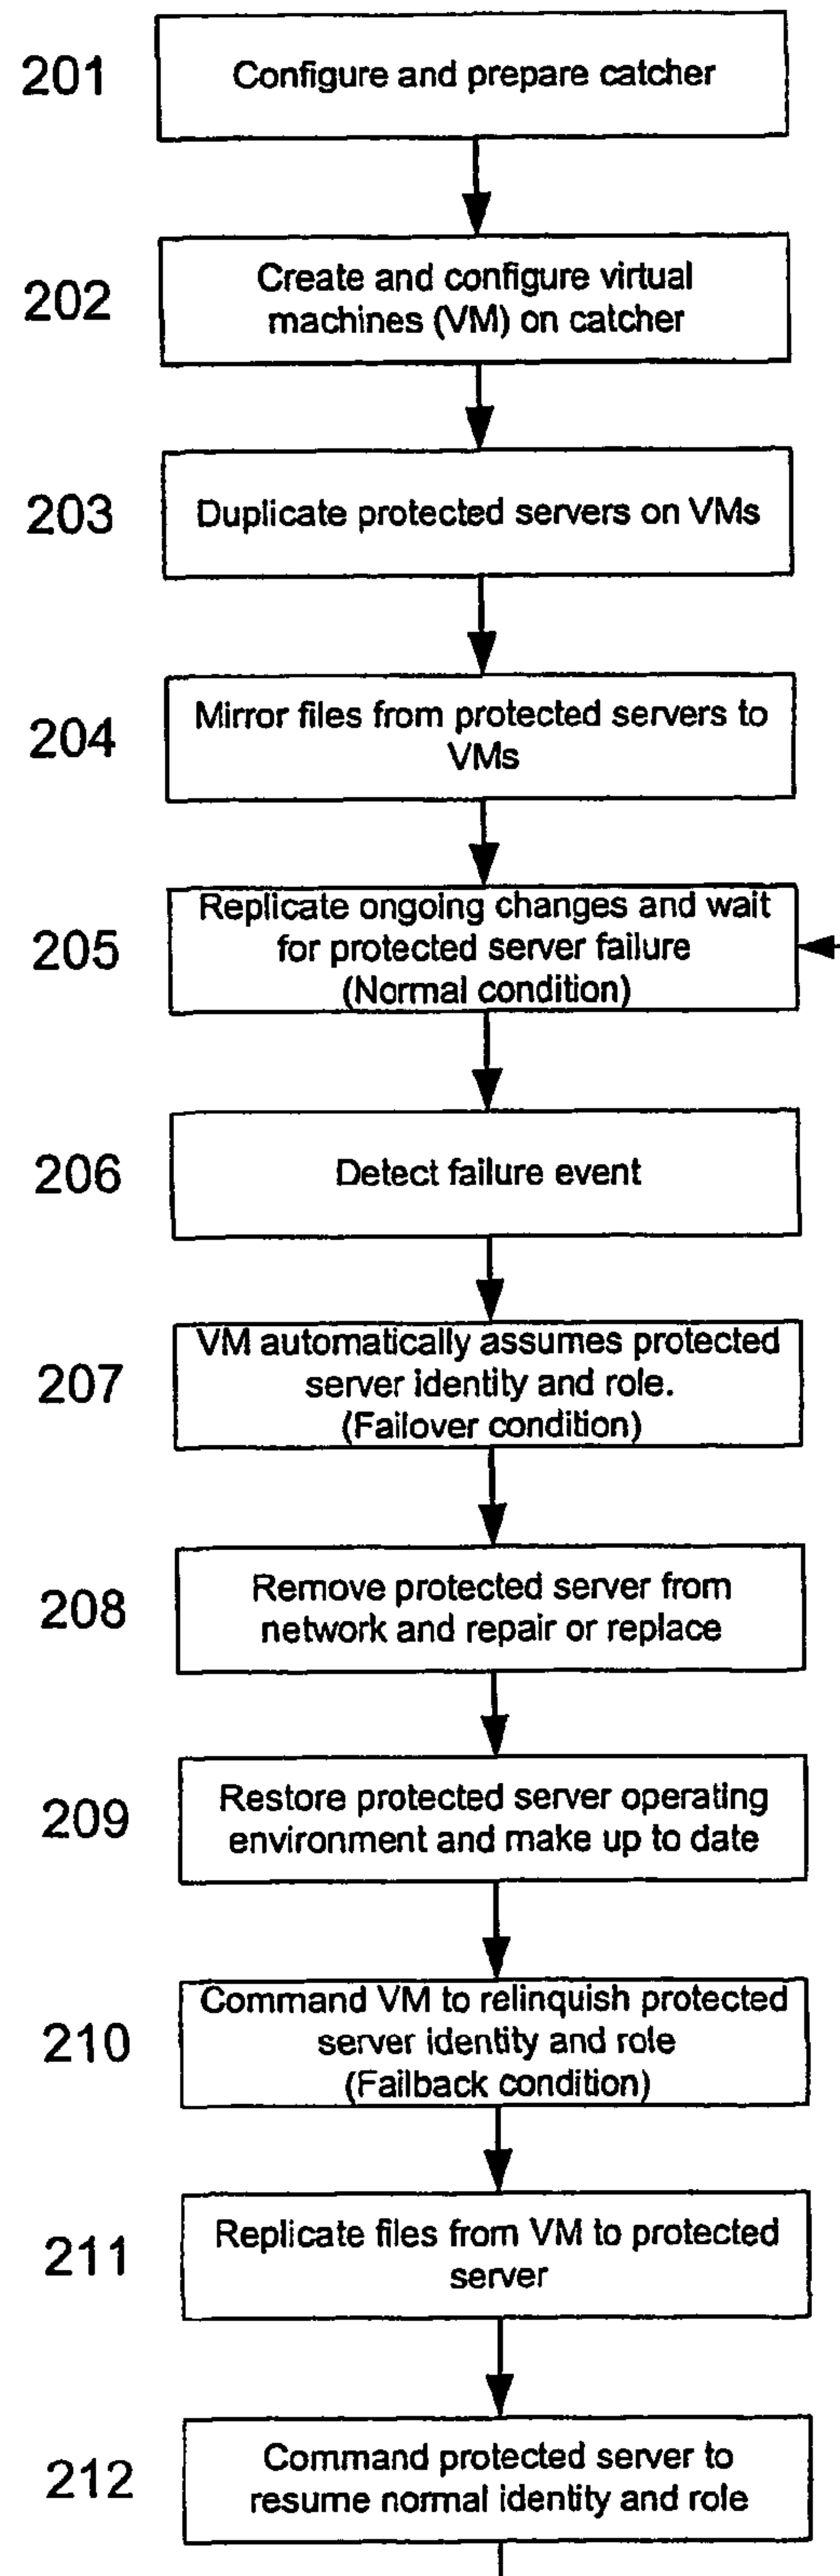 201
Configure and prepare catcher
202
Create and configure virtual
machines (VM) on catcher
203
Duplicate protected servers on VMs
204
Mirror files from protected servers to
VMs
205
Replicate ongoing changes and wait
for protected server failure
(Normal condition)
206
Detect failure event
207
VM automatically assumes protected
server identity and role.
(Failover condition)
208
Remove protected server from
network and repair or replace
209
Restore protected server operating
environment and make up to date
210
Command VM to relinquish protected
server identity and role
(Failback condition)
211
Replicate files from VM to protected
server
212
Command protected server to
resume normal identity and role